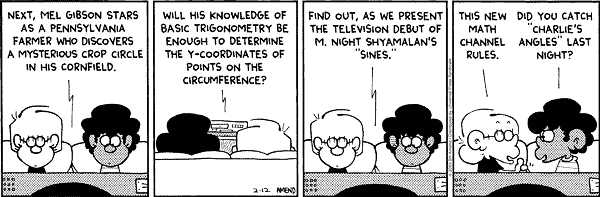 NEXT, MEL GIBSON STARS
AS A PENNSYLVANIA
FARMER WHO DISCOVERS
A MYSTERIOUS CROP CIRCLE
IN HIS CORNFIELD.
WILL HIS KNOWLEDGE OF
BASIC TRIGONOMETRY BE
ENOUGH TO DETERMINE
THE Y-COORDINATES OF
POINTS ON THE
CIRCUMFERENCE?
2-12 AMEND
FIND OUT, AS WE PRESENT
THE TELEVISION DEBUT OF
M. NIGHT SHYAMALAN'S
"SINES."
THIS NEW
MATH
CHANNEL
RULES.
DID YOU CATCH
"CHARLIE'S
ANGLES" LAST
NIGHT?